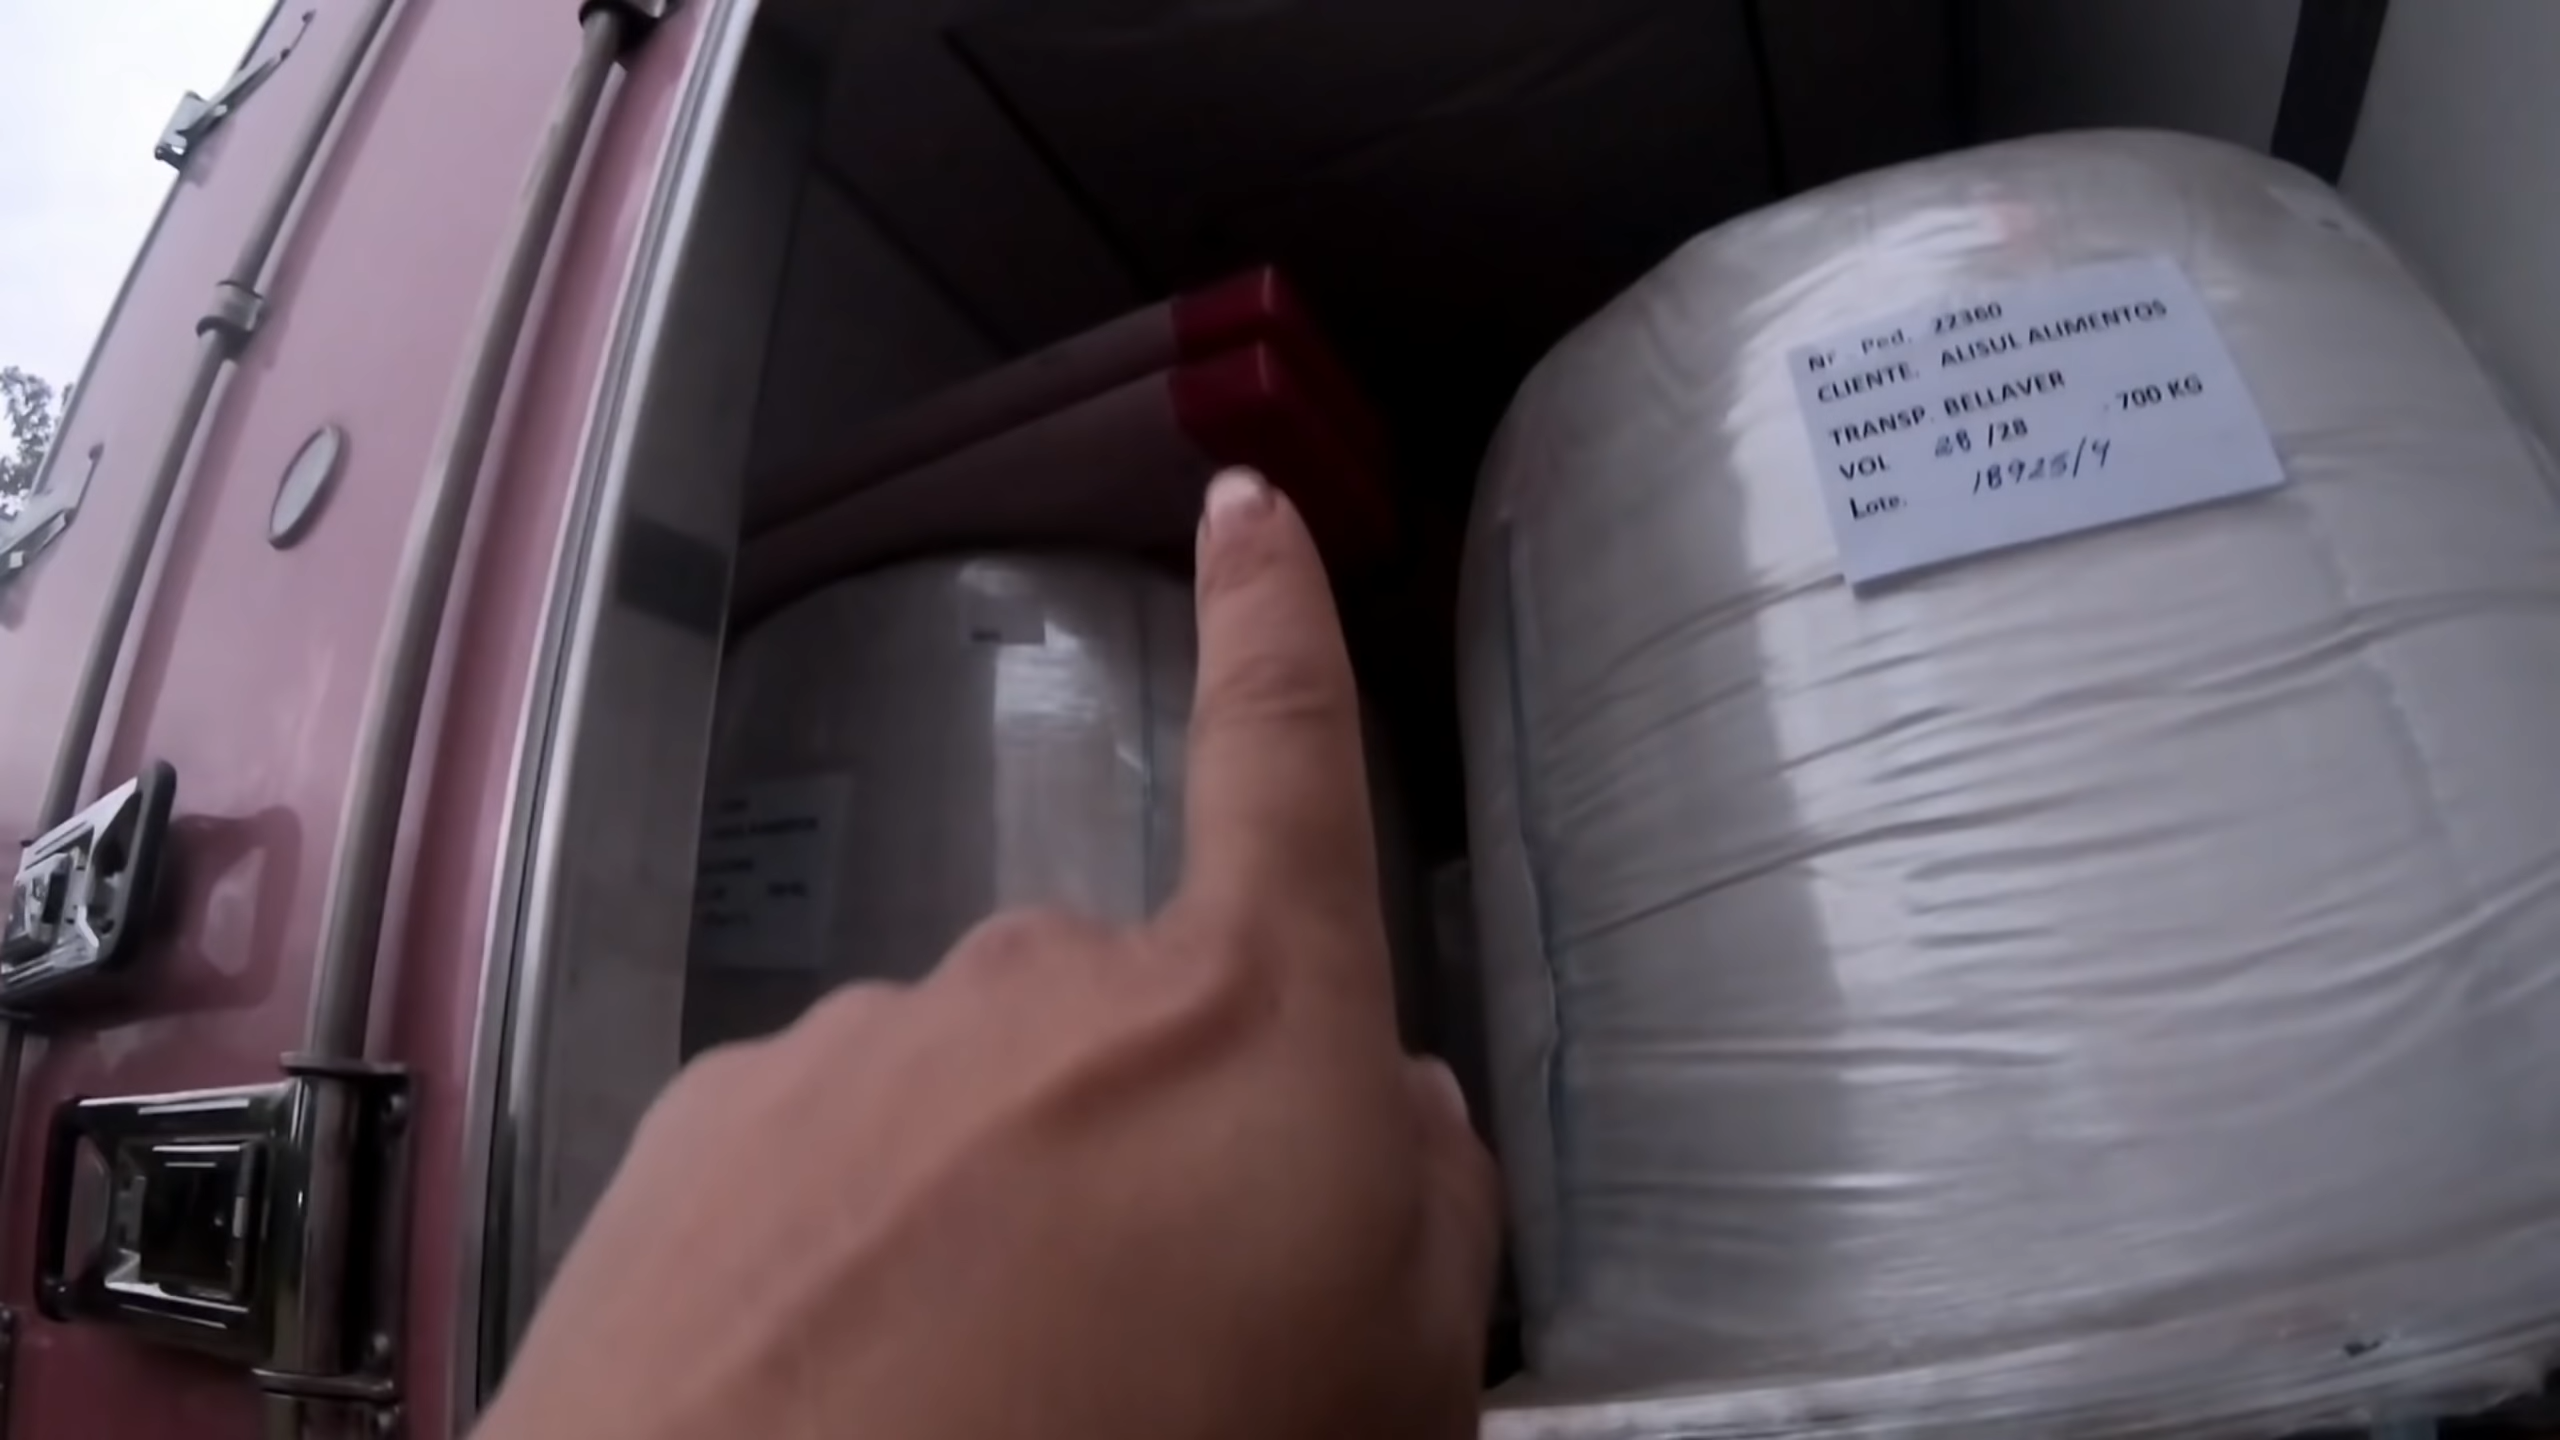 Nr. Ped. 22360
CLIENTE. ALISUL ALIMENTOS
TRANSP. BELLAVER
VOL 28 /28 . 700 KG
Lote. 18925/4